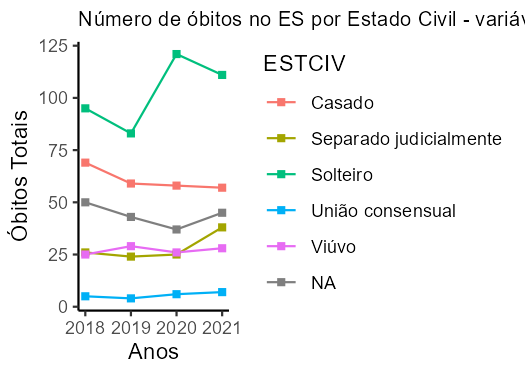 Número de óbitos no ES por Estado Civil - variáv
ESTCIV
Casado
Separado judicialmente
Solteiro
União consensual
Viúvo
NA
Óbitos Totais
125
100
75
50
25
0
2018 2019 2020 2021
Anos